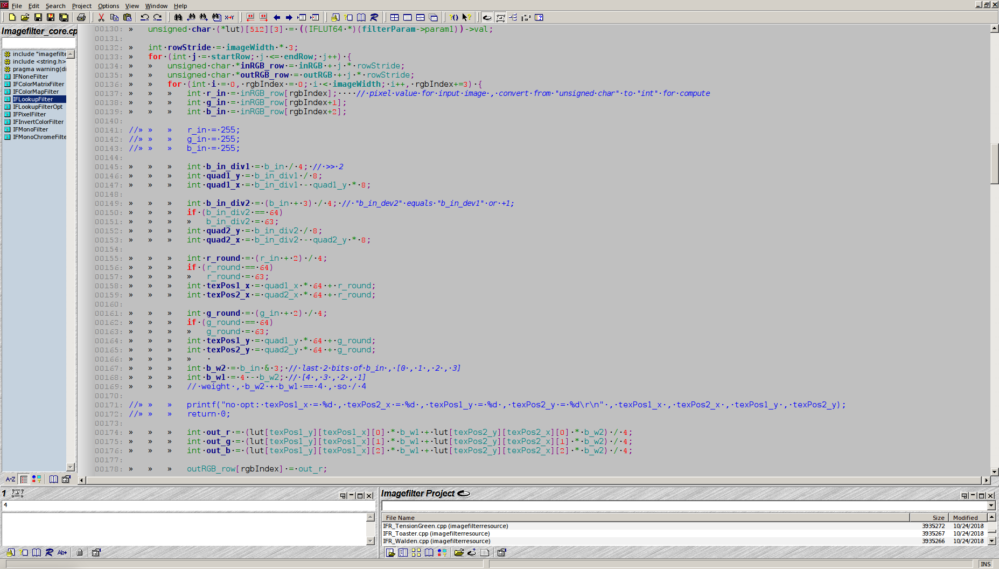 File Edit Search Project Options View Window Help
Imagefilter_core.cp
include "imagefilte
include <string.h>
pragma warning(di
IFNoneFilter
IFColorMatrixFilter
IFColorMapFilter
IFLookupFilter
IFLookupFilterOpt
IFPixelFilter
IFInvertColorFilter
IFMonoFilter
IFMonoChromeFilte
00130: » unsigned·char·(*lut)[512][3]·=·((IFLUT64·*)(filterParam->param1))->val;
00131:
00132: » int·rowStride·=·imageWidth·*·3;
00133: » for·(int·j·=·startRow;·j·<=·endRow;·j++)·{
00134: » » unsigned·char·*inRGB_row·=·inRGB·+·j·*·rowStride;
00135: » » unsigned·char·*outRGB_row·=·outRGB·+·j·*·rowStride;
00136: » » for·(int·i·=·0,·rgbIndex·=·0;·i·<·imageWidth;·i++,·rgbIndex+=3)·{
00137: » » » int·r_in·=·inRGB_row[rgbIndex];····//·pixel·value·for·input·image·,·convert·from·"unsigned·char"·to·"int"·for·compute
00138: » » » int·g_in·=·inRGB_row[rgbIndex+1];
00139: » » » int·b_in·=·inRGB_row[rgbIndex+2];
00140:
00141: //» » » r_in·=·255;
00142: //» » » g_in·=·255;
00143: //» » » b_in·=·255;
00144:
00145: » » » int·b_in_div1·=·b_in·/·4;·//·>>·2
00146: » » » int·quad1_y·=·b_in_div1·/·8;
00147: » » » int·quad1_x·=·b_in_div1·-·quad1_y·*·8;
00148:
00149: » » » int·b_in_div2·=·(b_in·+·3)·/·4;·//·"b_in_dev2"·equals·"b_in_dev1"·or·+1;
00150: » » » if·(b_in_div2·==·64)
00151: » » » » b_in_div2·=·63;
00152: » » » int·quad2_y·=·b_in_div2·/·8;
00153: » » » int·quad2_x·=·b_in_div2·-·quad2_y·*·8;
00154:
00155: » » » int·r_round·=·(r_in·+·2)·/·4;
00156: » » » if·(r_round·==·64)
00157: » » » » r_round·=·63;
00158: » » » int·texPos1_x·=·quad1_x·*·64·+·r_round;
00159: » » » int·texPos2_x·=·quad2_x·*·64·+·r_round;
00160:
00161: » » » int·g_round·=·(g_in·+·2)·/·4;
00162: » » » if·(g_round·==·64)
00163: » » » » g_round·=·63;
00164: » » » int·texPos1_y·=·quad1_y·*·64·+·g_round;
00165: » » » int·texPos2_y·=·quad2_y·*·64·+·g_round;
00166: » » » » ·
00167: » » » int·b_w2·=·b_in·&·3;·//·last·2·bits·of·b_in·,·[0·,·1·,·2·,·3]
00168: » » » int·b_w1·=·4·-·b_w2;·//·[4·,·3·,·2·,·1]
00169: » » » //·weight·,·b_w2·+·b_w1·==·4·,·so·/·4
00170:
00171: //» » » printf("no·opt:·texPos1_x·=·%d·,·texPos2_x·=·%d·,·texPos1_y·=·%d·,·texPos2_y·=·%d\r\n"·,·texPos1_x·,·texPos2_x·,·texPos1_y·,·texPos2_y);
00172: //» » » return·0;
00173:
00174: » » » int·out_r·=·(lut[texPos1_y][texPos1_x][0]·*·b_w1·+·lut[texPos2_y][texPos2_x][0]·*·b_w2)·/·4;
00175: » » » int·out_g·=·(lut[texPos1_y][texPos1_x][1]·*·b_w1·+·lut[texPos2_y][texPos2_x][1]·*·b_w2)·/·4;
00176: » » » int·out_b·=·(lut[texPos1_y][texPos1_x][2]·*·b_w1·+·lut[texPos2_y][texPos2_x][2]·*·b_w2)·/·4;
00177:
00178: » » » outRGB_row[rgbIndex]·=·out_r;
A-Z
1
4
Imagefilter Project
File Name Size Modified
IFR_TensionGreen.cpp (imagefilterresource) 3935272 10/24/2018
IFR_Toaster.cpp (imagefilterresource) 3935267 10/24/2018
IFR_Walden.cpp (imagefilterresource) 3935266 10/24/2018
INS